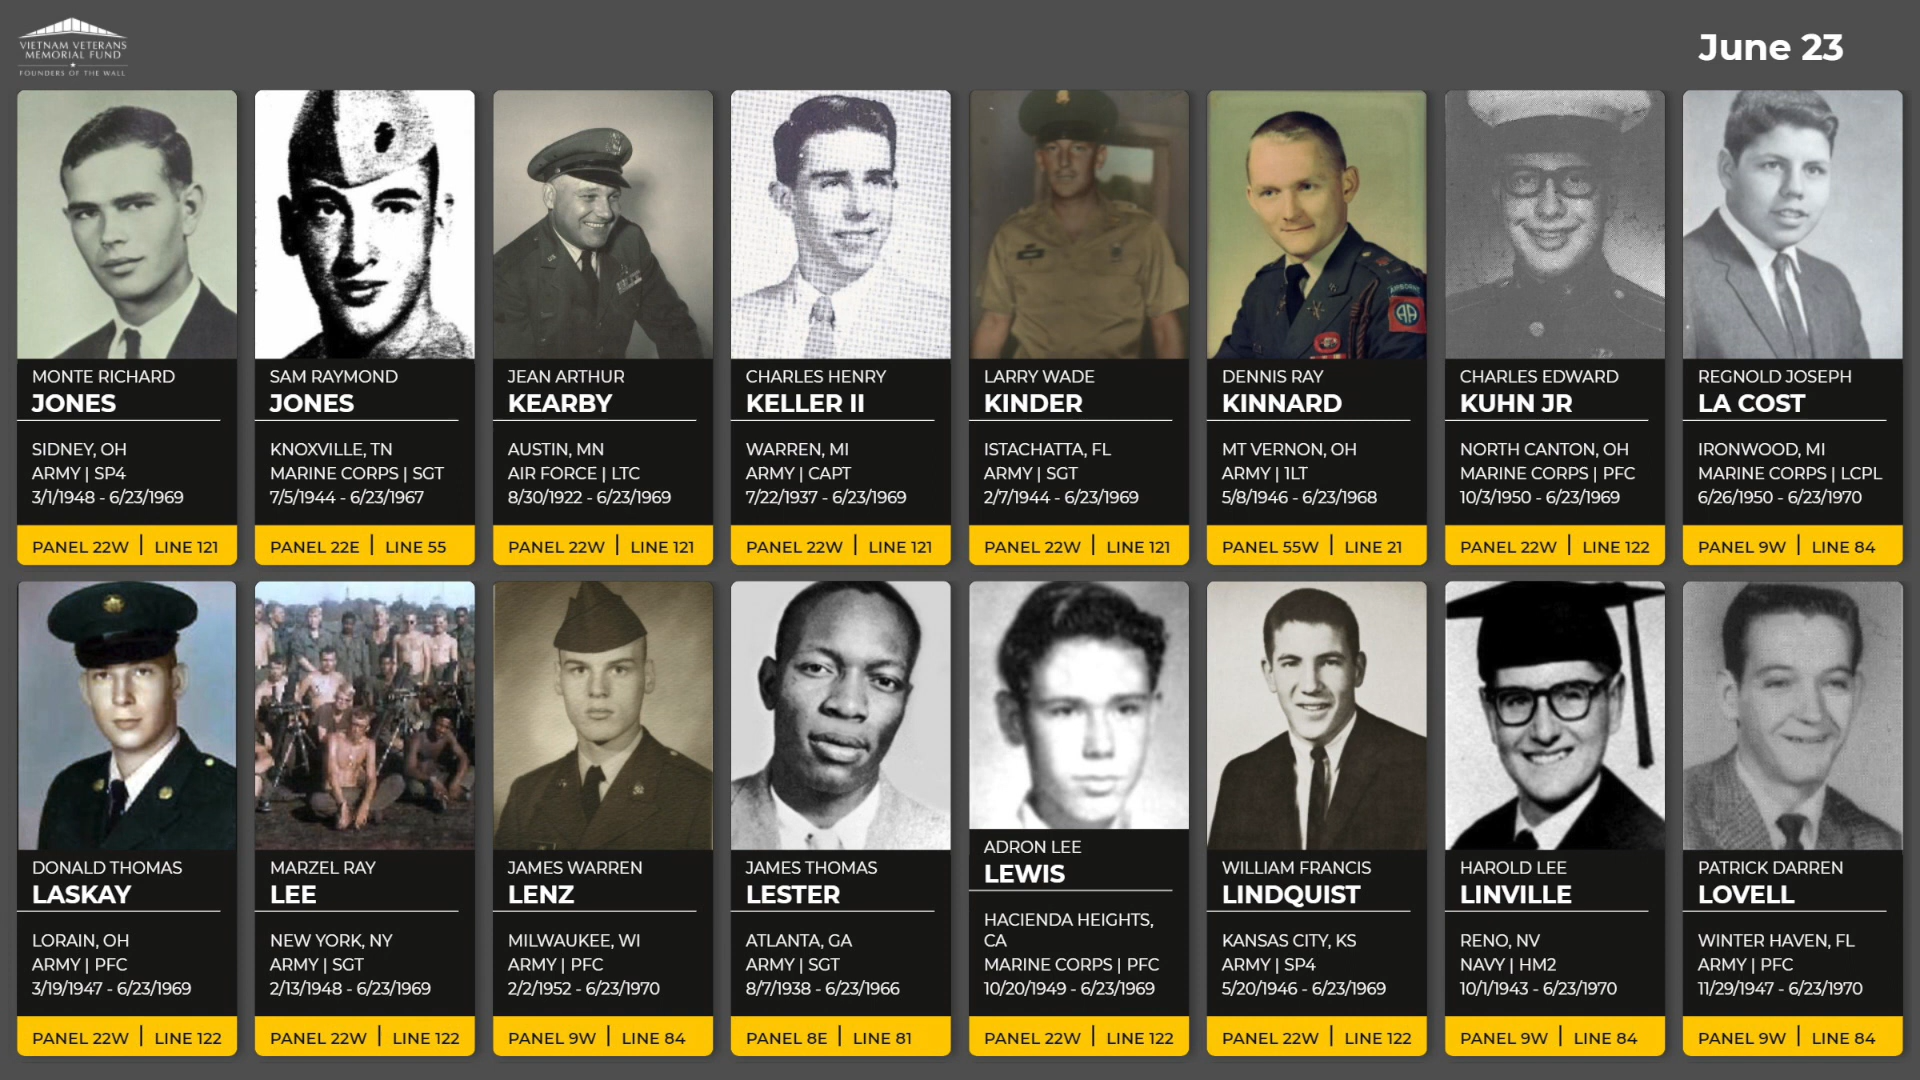 VIETNAM VETERANS
MEMORIAL FUND
FOUNDERS OF THE WALL
June 23
MONTE RICHARD
JONES
SIDNEY, OH
ARMY | SP4
3/1/1948 - 6/23/1969
PANEL 22W | LINE 121
SAM RAYMOND
JONES
KNOXVILLE, TN
MARINE CORPS | SGT
7/5/1944 - 6/23/1967
PANEL 22E | LINE 55
JEAN ARTHUR
KEARBY
AUSTIN, MN
AIR FORCE | LTC
8/30/1922 - 6/23/1969
PANEL 22W | LINE 121
CHARLES HENRY
KELLER II
WARREN, MI
ARMY | CAPT
7/22/1937 - 6/23/1969
PANEL 22W | LINE 121
LARRY WADE
KINDER
ISTACHATTA, FL
ARMY | SGT
2/7/1944 - 6/23/1969
PANEL 22W | LINE 121
AIRBORNE
AA
DENNIS RAY
KINNARD
MT VERNON, OH
ARMY | 1LT
5/8/1946 - 6/23/1968
PANEL 55W | LINE 21
CHARLES EDWARD
KUHN JR
NORTH CANTON, OH
MARINE CORPS | PFC
10/3/1950 - 6/23/1969
PANEL 22W | LINE 122
REGNOLD JOSEPH
LA COST
IRONWOOD, MI
MARINE CORPS | LCPL
6/26/1950 - 6/23/1970
PANEL 9W | LINE 84
DONALD THOMAS
LASKAY
LORAIN, OH
ARMY | PFC
3/19/1947 - 6/23/1969
PANEL 22W | LINE 122
MARZEL RAY
LEE
NEW YORK, NY
ARMY | SGT
2/13/1948 - 6/23/1969
PANEL 22W | LINE 122
JAMES WARREN
LENZ
MILWAUKEE, WI
ARMY | PFC
2/2/1952 - 6/23/1970
PANEL 9W | LINE 84
JAMES THOMAS
LESTER
ATLANTA, GA
ARMY | SGT
8/7/1938 - 6/23/1966
PANEL 8E | LINE 81
ADRON LEE
LEWIS
HACIENDA HEIGHTS,
CA
MARINE CORPS | PFC
10/20/1949 - 6/23/1969
PANEL 22W | LINE 122
WILLIAM FRANCIS
LINDQUIST
KANSAS CITY, KS
ARMY | SP4
5/20/1946 - 6/23/1969
PANEL 22W | LINE 122
HAROLD LEE
LINVILLE
RENO, NV
NAVY | HM2
10/1/1943 - 6/23/1970
PANEL 9W | LINE 84
PATRICK DARREN
LOVELL
WINTER HAVEN, FL
ARMY | PFC
11/29/1947 - 6/23/1970
PANEL 9W | LINE 84